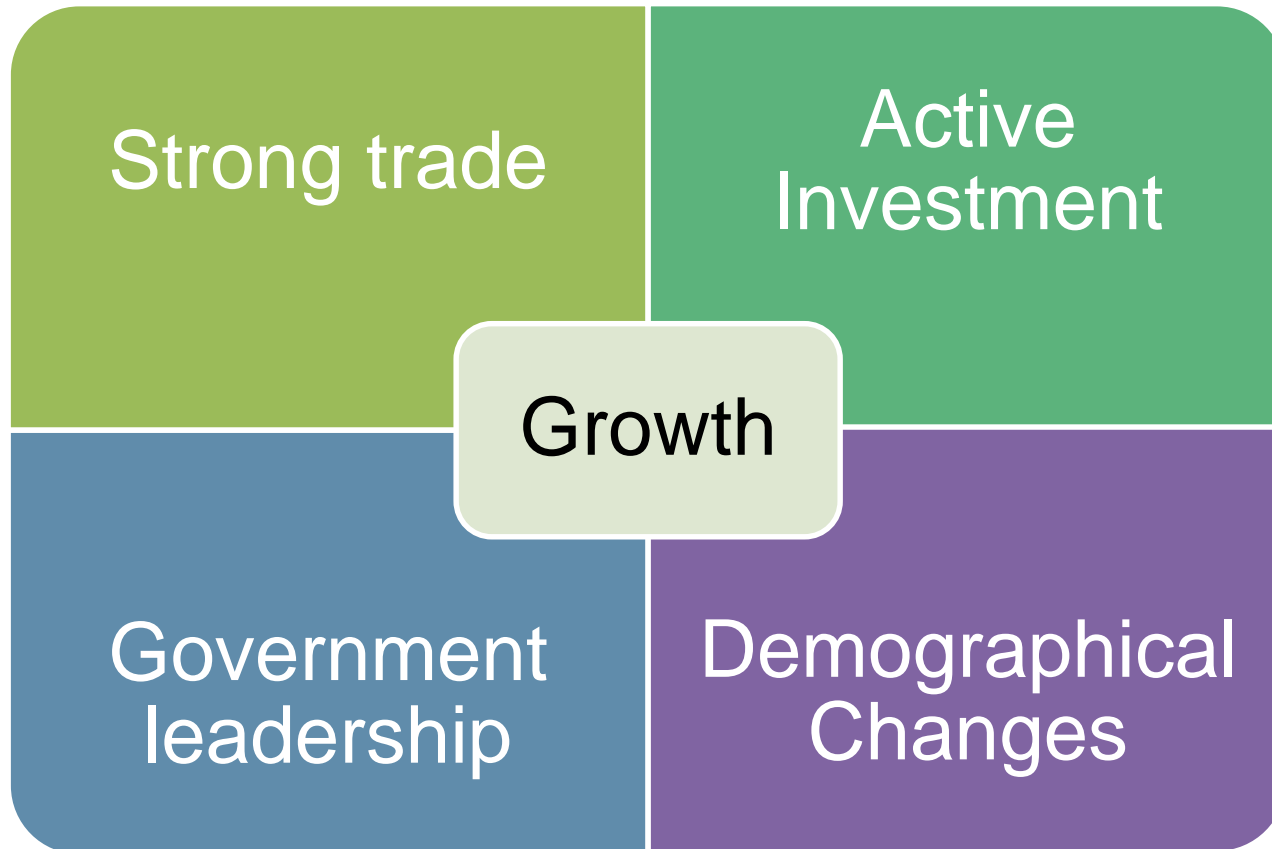 Strong trade
Active
Investment
Growth
Government
leadership
Demographical
Changes